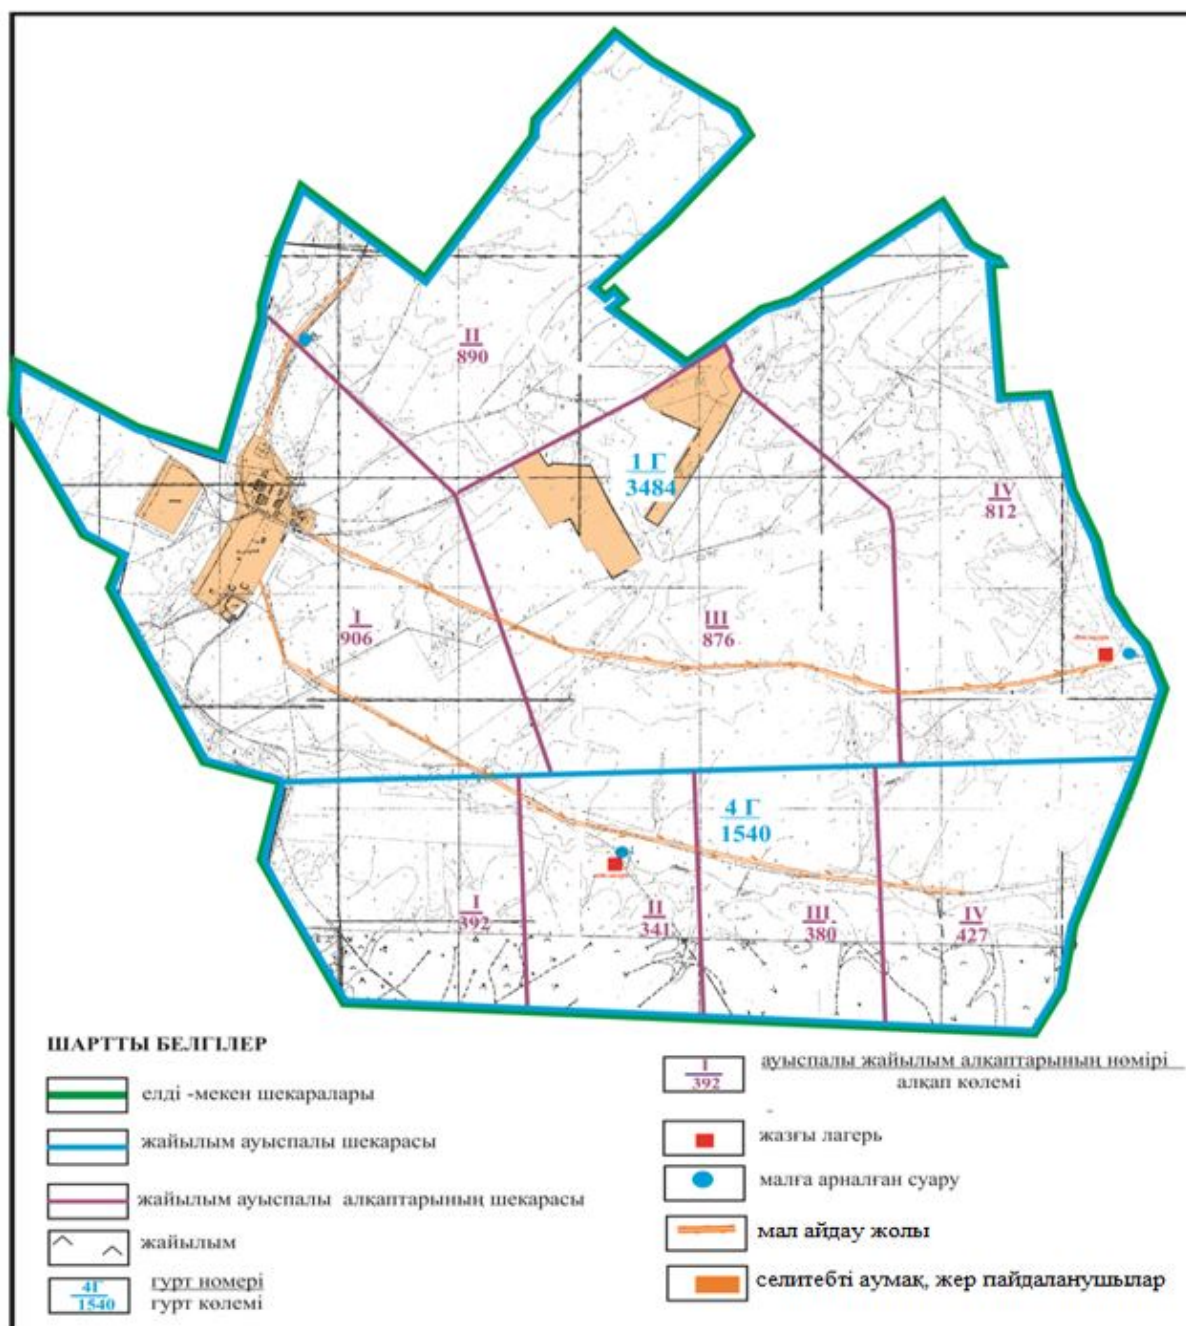 II
890
1 Г
3484
IV
812
I
906
III
876
4 Г
1540
I
392
II
341
III
380
IV
427
ШАРТТЫ БЕЛГІЛЕР
елді -мекен шекаралары
жайылым ауыспалы шекарасы
жайылым ауыспалы алқаптарының шекарасы
жайылым
4Г
1540
гурт номері
гурт көлемі
I
392
ауыспалы жайылым алқаптарының нөмірі
алқап көлемі
жазғы лагерь
малға арналған суару
мал айдау жолы
селитебті аумақ, жер пайдаланушылар